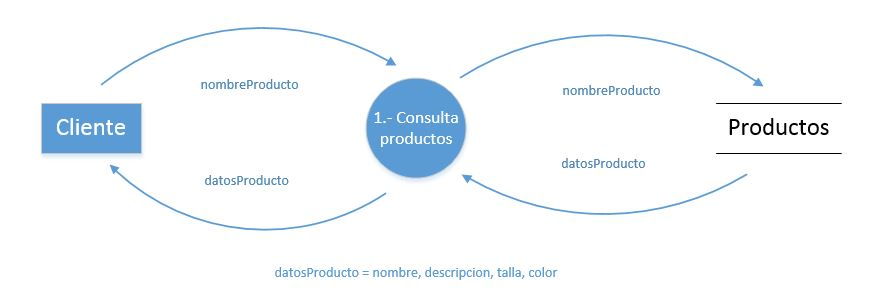 nombreProducto
nombreProducto
Cliente
1.- Consulta
productos
Productos
datosProducto
datosProducto
datosProducto = nombre, descripcion, talla, color